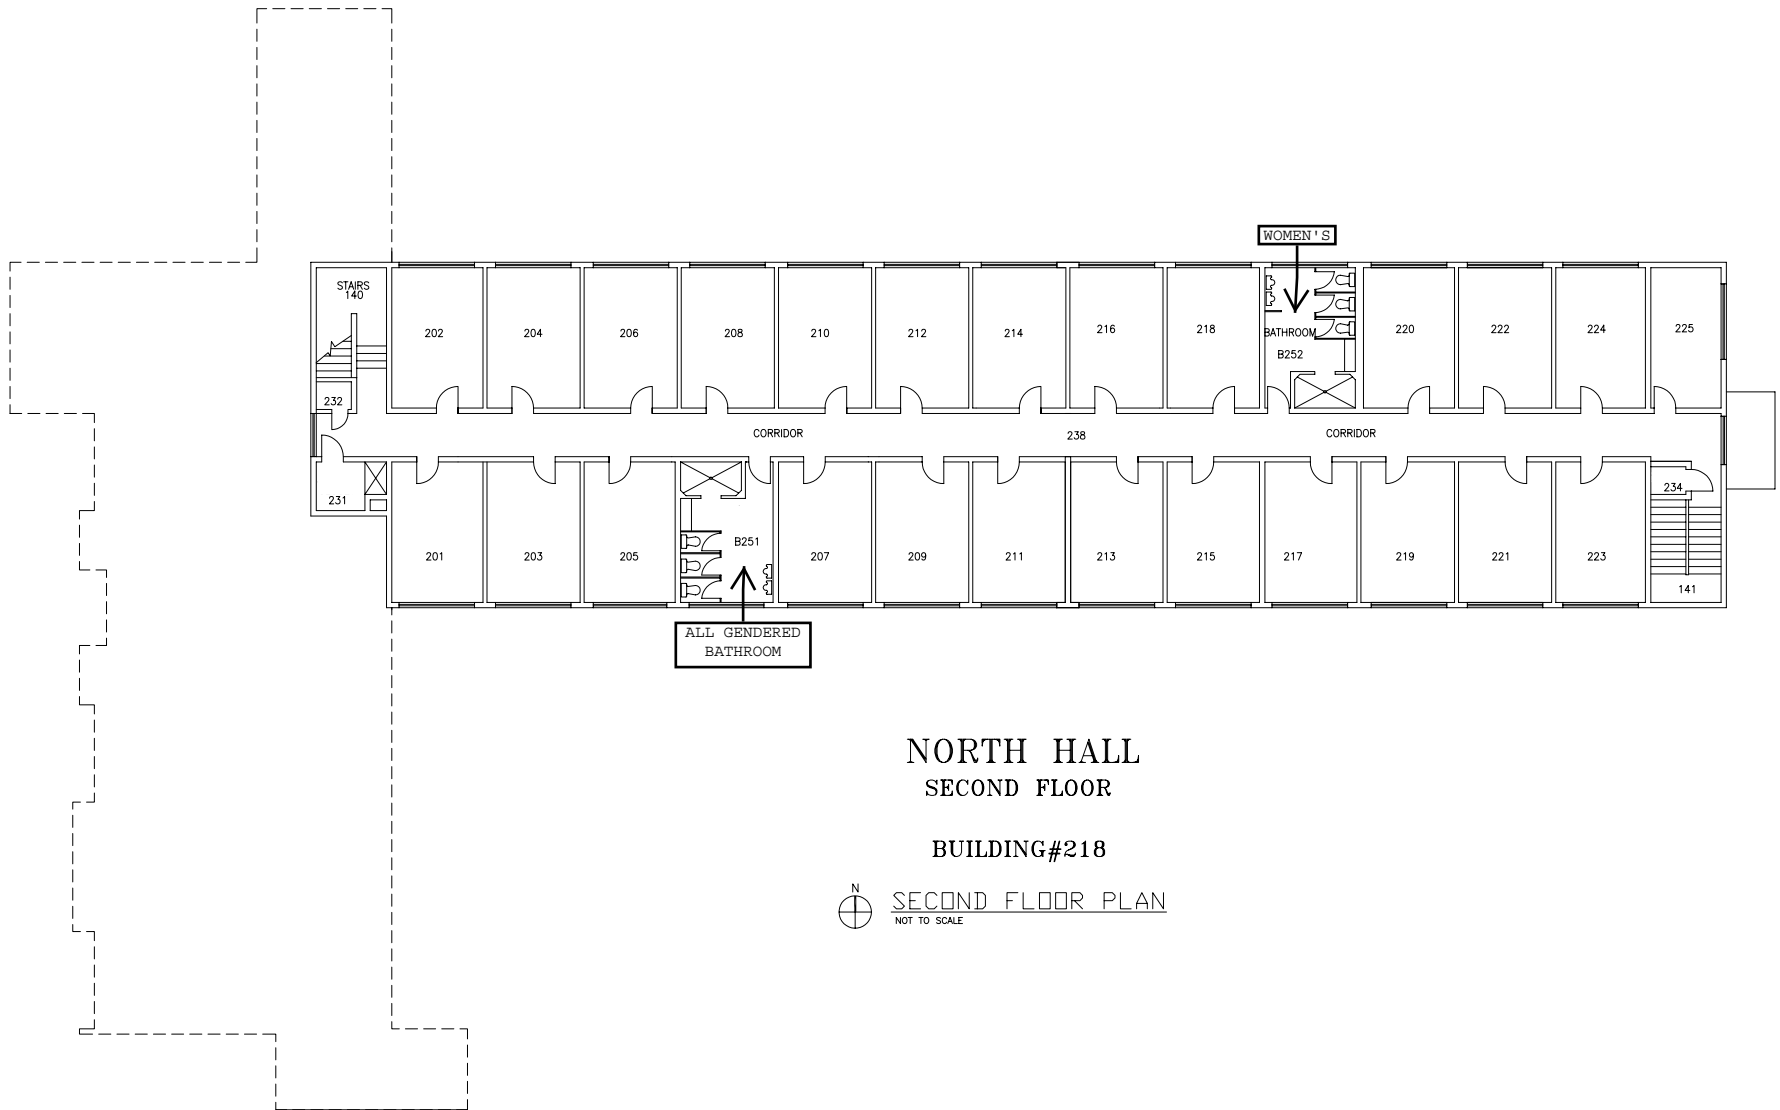 WOMEN'S
STAIRS
140
202
204
206
208
210
212
214
216
218
BATHROOM
B252
220
222
224
225
232
CORRIDOR
238
CORRIDOR
231
234
201
203
205
B251
207
209
211
213
215
217
219
221
223
141
ALL GENDERED
BATHROOM
NORTH HALL
SECOND FLOOR
BUILDING#218
N
SECOND FLOOR PLAN
NOT TO SCALE